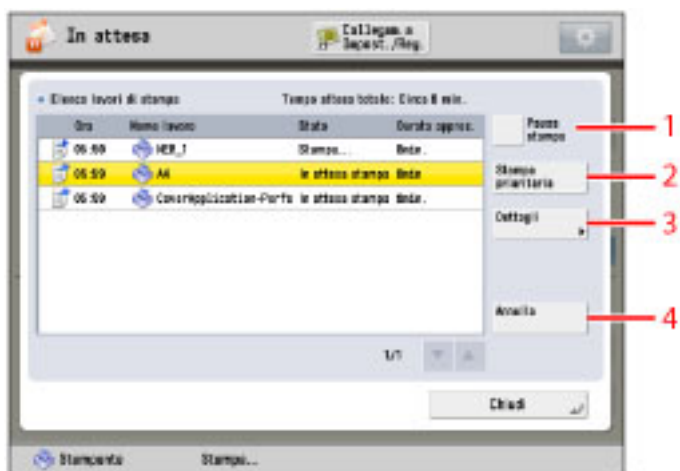 In attesa
Collegam.a
Impost./Reg.
Elenco lavori di stampa
Tempo attesa totale: Circa 0 min.
Ora Nome lavoro Stato Durata appros.
05:59 Stampa...
05:59 A4 In attesa stampa
05:59 In attesa stampa
Pausa
stampa
1
Stampa
prioritaria
2
Dettagli
3
Annulla
4
1/1
Chiudi
Stampante Stampa...